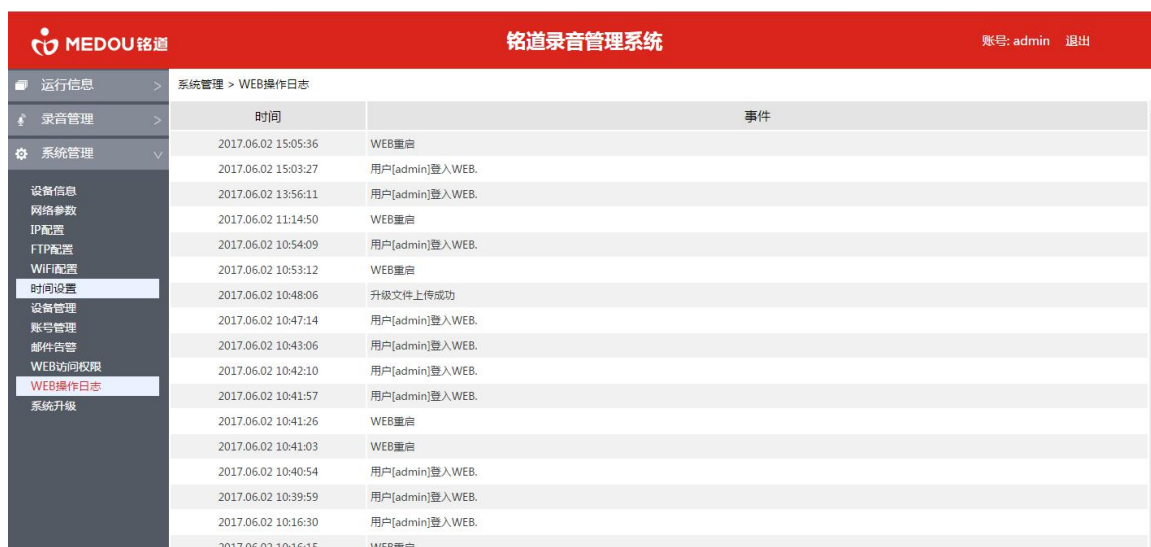 MEDOU铭道
铭道录音管理系统
账号: admin 退出
运行信息 >
录音管理 >
系统管理
设备信息
网络参数
IP配置
FTP配置
WiFi配置
时间设置
设备管理
账号管理
邮件告警
WEB访问权限
WEB操作日志
系统升级
系统管理 > WEB操作日志
时间 事件
2017.06.02 15:05:36 WEB重启
2017.06.02 15:03:27 用户[admin]登入WEB.
2017.06.02 13:56:11 用户[admin]登入WEB.
2017.06.02 11:14:50 WEB重启
2017.06.02 10:54:09 用户[admin]登入WEB.
2017.06.02 10:53:12 WEB重启
2017.06.02 10:48:06 升级文件上传成功
2017.06.02 10:47:14 用户[admin]登入WEB.
2017.06.02 10:43:06 用户[admin]登入WEB.
2017.06.02 10:42:10 用户[admin]登入WEB.
2017.06.02 10:41:57 用户[admin]登入WEB.
2017.06.02 10:41:26 WEB重启
2017.06.02 10:41:03 WEB重启
2017.06.02 10:40:54 用户[admin]登入WEB.
2017.06.02 10:39:59 用户[admin]登入WEB.
2017.06.02 10:16:30 用户[admin]登入WEB.
2017.06.02 10:16:15 WEB重启